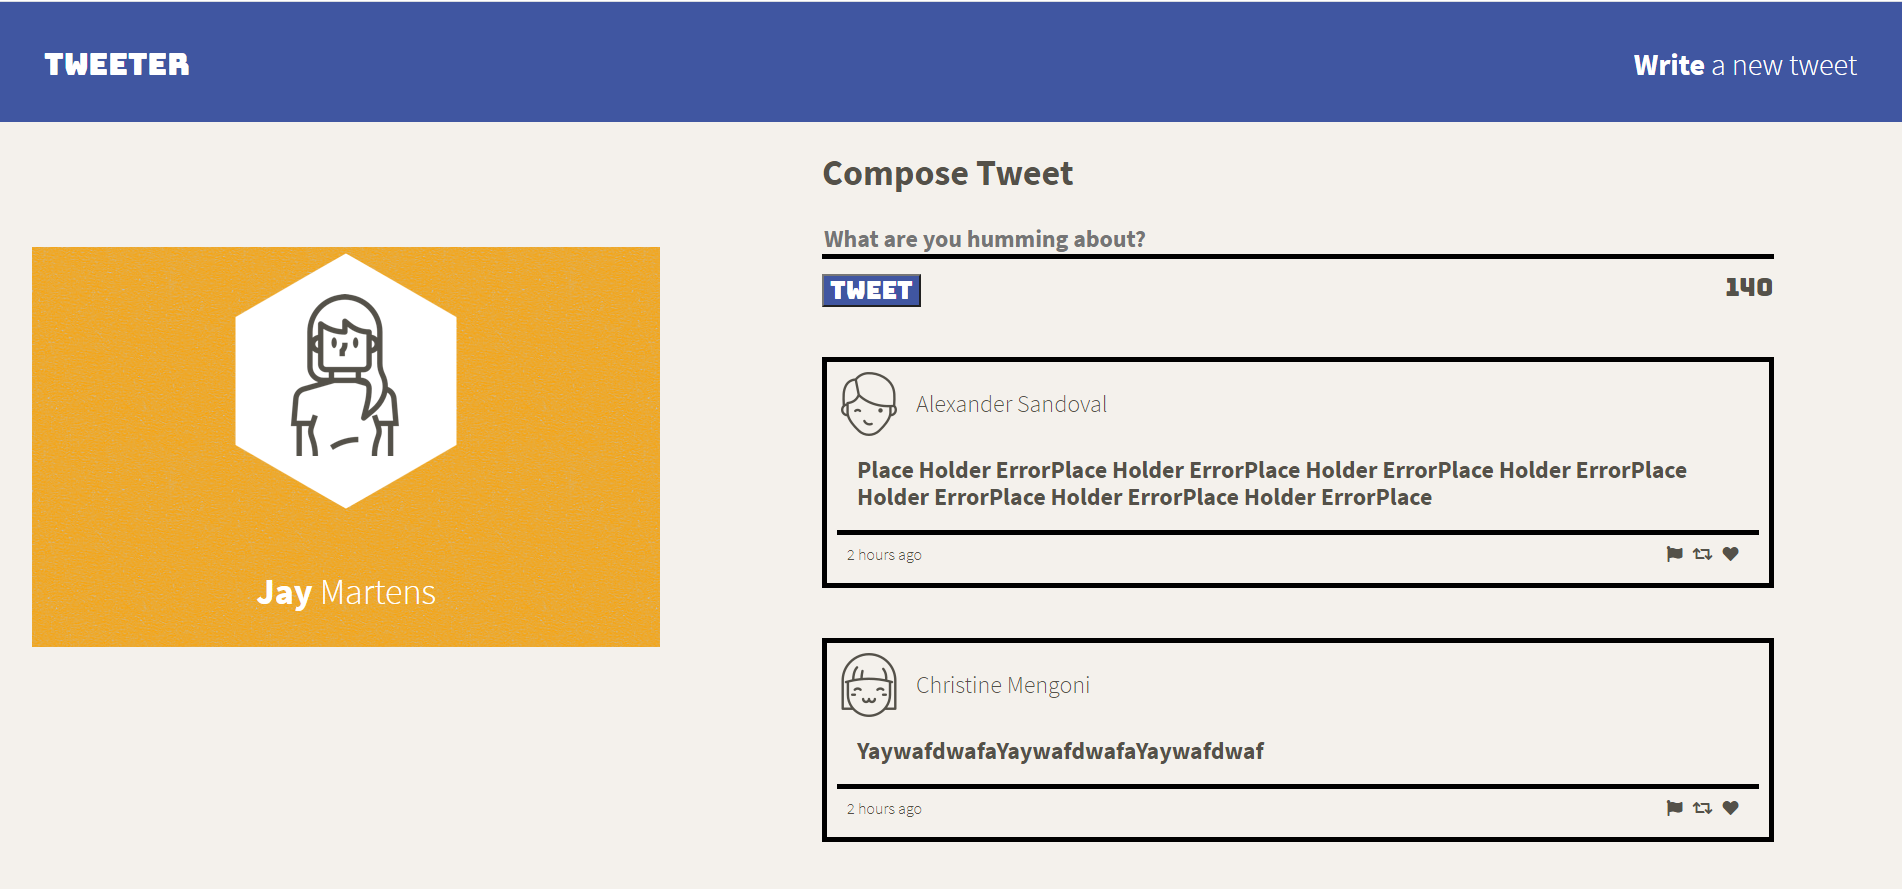 TWEETER
Write a new tweet
Jay Martens
Compose Tweet
What are you humming about?
TWEET
140
Alexander Sandoval
Place Holder ErrorPlace Holder ErrorPlace Holder ErrorPlace Holder ErrorPlace
Holder ErrorPlace Holder ErrorPlace Holder ErrorPlace
2 hours ago
Christine Mengoni
YaywafdwafaYaywafdwafaYaywafdwaf
2 hours ago